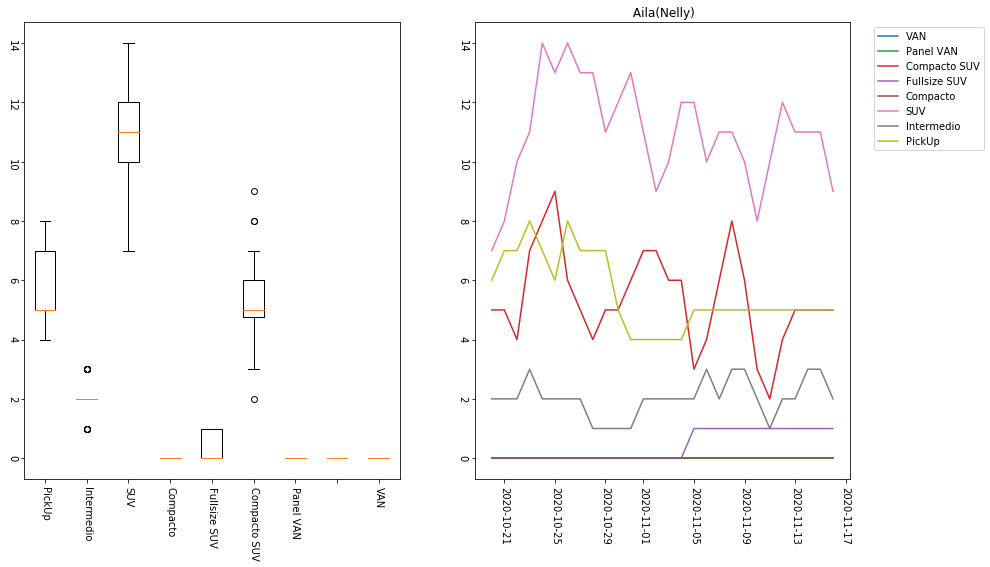 Aila(Nelly)
14
12
10
8
6
4
2
0
PickUp
Intermedio
SUV
Compacto
Fullsize SUV
Compacto SUV
Panel VAN
VAN
14
12
10
8
6
4
2
0
2020-10-21
2020-10-25
2020-10-29
2020-11-01
2020-11-05
2020-11-09
2020-11-13
2020-11-17
VAN
Panel VAN
Compacto SUV
Fullsize SUV
Compacto
SUV
Intermedio
PickUp